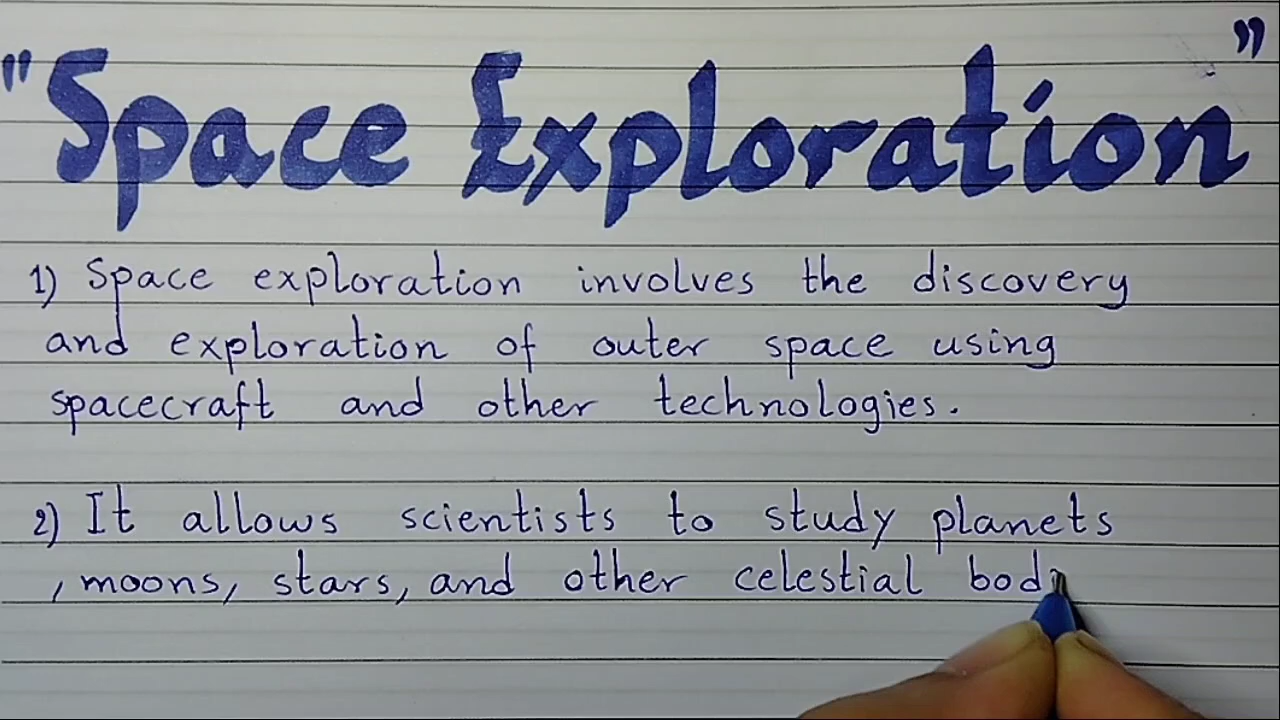 "Space Exploration"
1) Space exploration involves the discovery
and exploration of outer space using
spacecraft and other technologies.
2) It allows scientists to study planets
, moons, stars, and other celestial bod